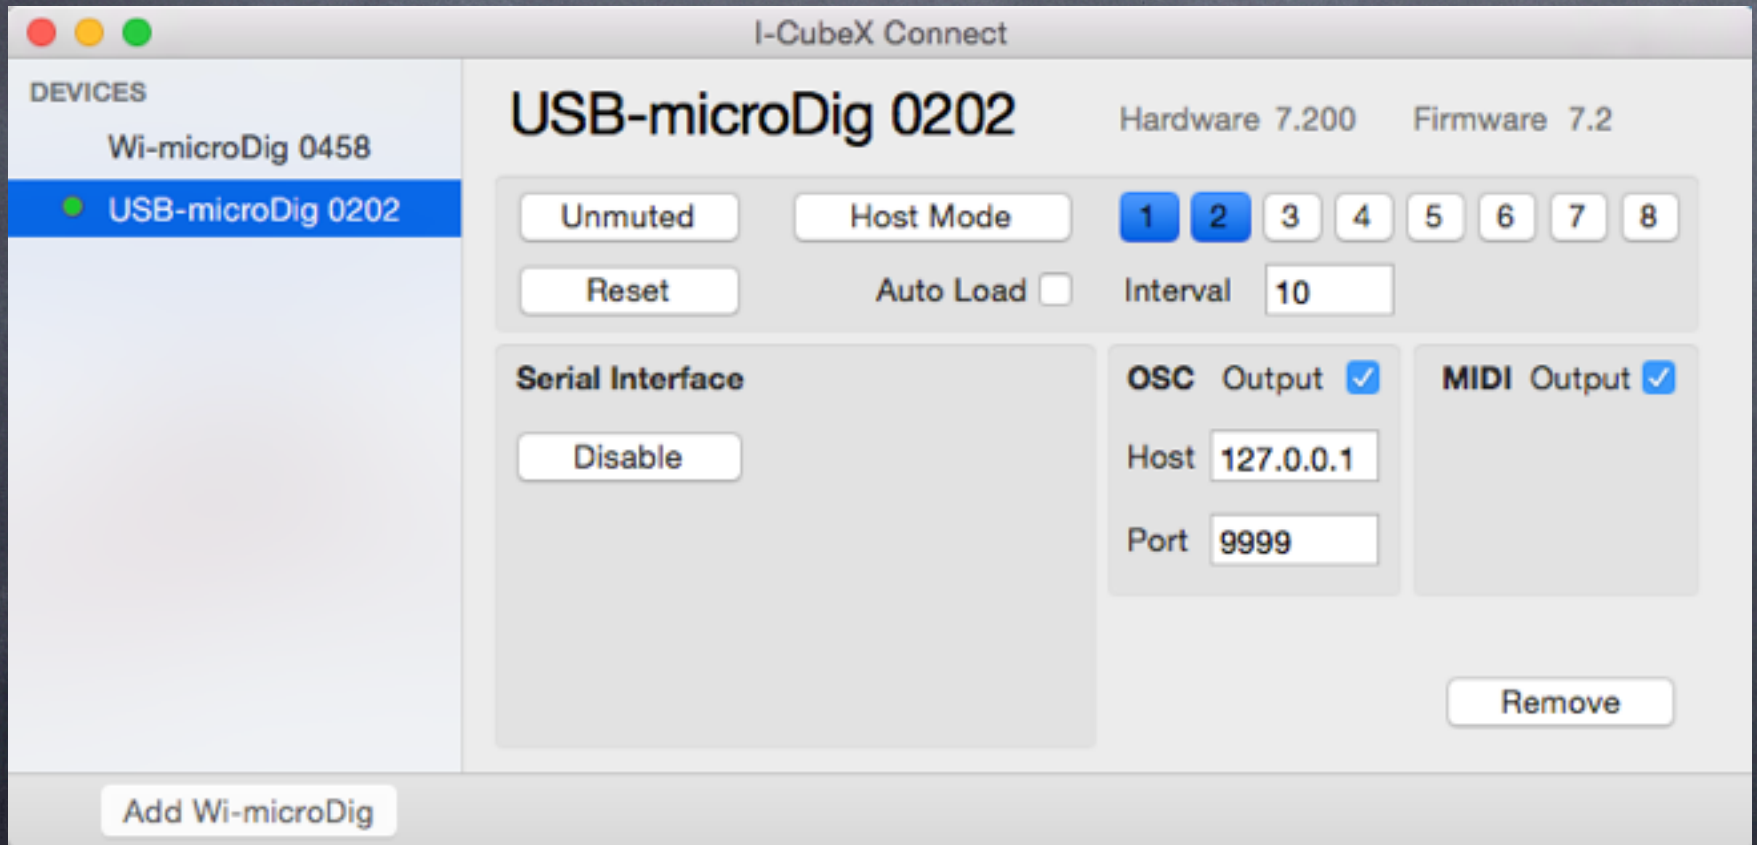 I-CubeX Connect
DEVICES
Wi-microDig 0458
USB-microDig 0202
USB-microDig 0202 Hardware 7.200 Firmware 7.2
Unmuted Host Mode 1 2 3 4 5 6 7 8
Reset Auto Load Interval 10
Serial Interface
Disable
OSC Output
Host 127.0.0.1
Port 9999
MIDI Output
Remove
Add Wi-microDig